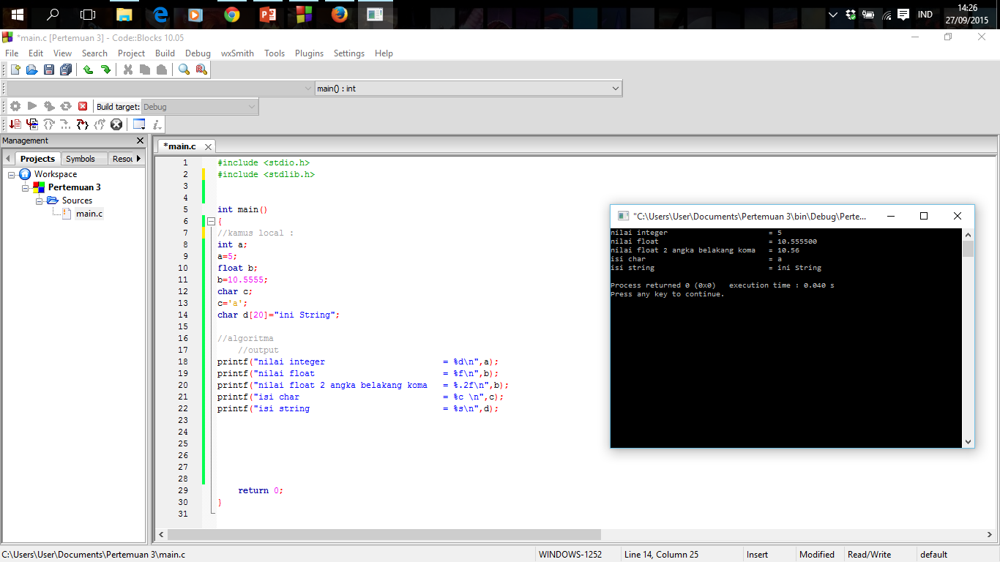 IND
14:26
27/09/2015
*main.c [Pertemuan 3] - Code::Blocks 10.05
File Edit View Search Project Build Debug wxSmith Tools Plugins Settings Help
main() : int
Build target: Debug
Management
Projects Symbols Resou
Workspace
Pertemuan 3
Sources
main.c
*main.c
1 #include <stdio.h>
2 #include <stdlib.h>
3
4
5 int main()
6 {
7 //kamus local :
8 int a;
9 a=5;
10 float b;
11 b=10.5555;
12 char c;
13 c='a';
14 char d[20]="ini String";
15
16 //algoritma
17 //output
18 printf("nilai integer = %d\n",a);
19 printf("nilai float = %f\n",b);
20 printf("nilai float 2 angka belakang koma = %.2f\n",b);
21 printf("isi char = %c \n",c);
22 printf("isi string = %s\n",d);
23
24
25
26
27
28
29 return 0;
30 }
31
"C:\Users\User\Documents\Pertemuan 3\bin\Debug\Perte...
nilai integer = 5
nilai float = 10.555500
nilai float 2 angka belakang koma = 10.56
isi char = a
isi string = ini String
Process returned 0 (0x0) execution time : 0.040 s
Press any key to continue.
C:\Users\User\Documents\Pertemuan 3\main.c WINDOWS-1252 Line 14, Column 25 Insert Modified Read/Write default